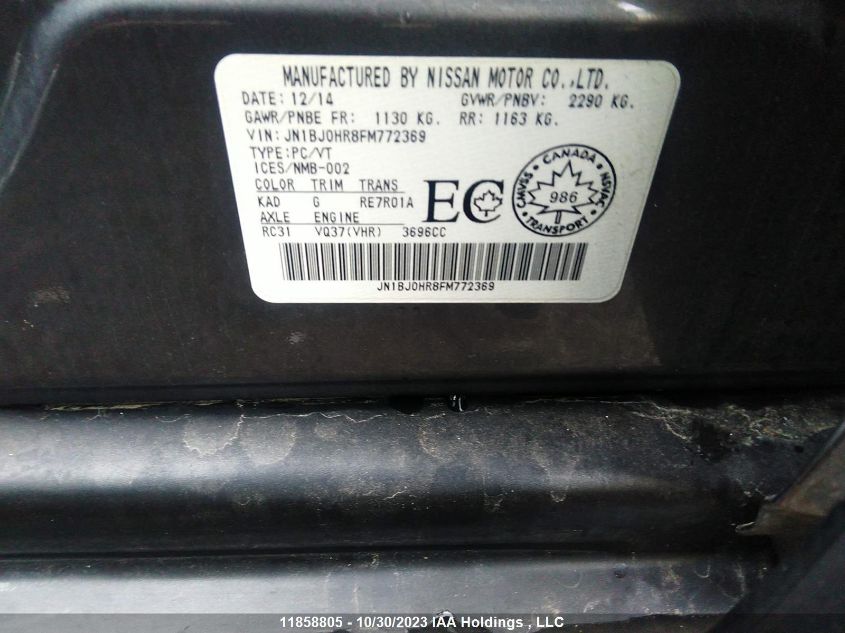 MANUFACTURED BY NISSAN MOTOR CO.,LTD.
DATE: 12/14 GVWR/PNBV: 2290 KG.
GAWR/PNBE FR: 1130 KG. RR: 1163 KG.
VIN: JN1BJ0HR8FM772369
TYPE:PC/VT
ICES/NMB-002
COLOR TRIM TRANS
KAD G RE7R01A
AXLE ENGINE
RC31 VQ37(VHR) 3696CC
EC
CANADA
CMVSS NSVAC
986
TRANSPORT
JN1BJ0HR8FM772369
11858805 - 10/30/2023 IAA Holdings , LLC